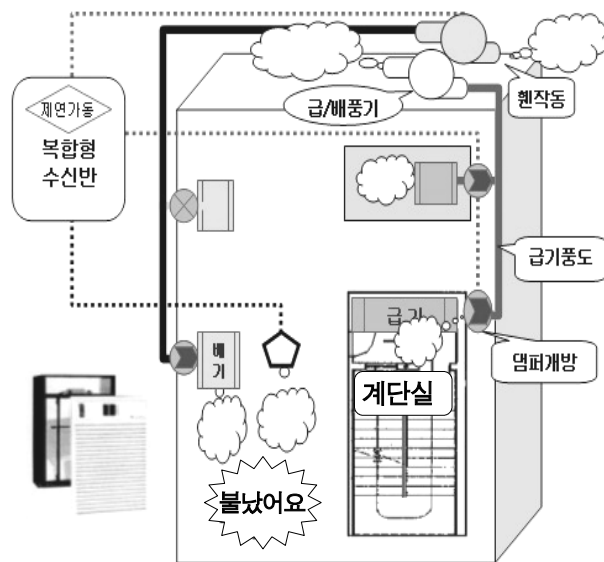 제연가동
복합형
수신반
급/배풍기
휀작동
급기풍도
급기
댐퍼개방
배
기
계단실
불났어요